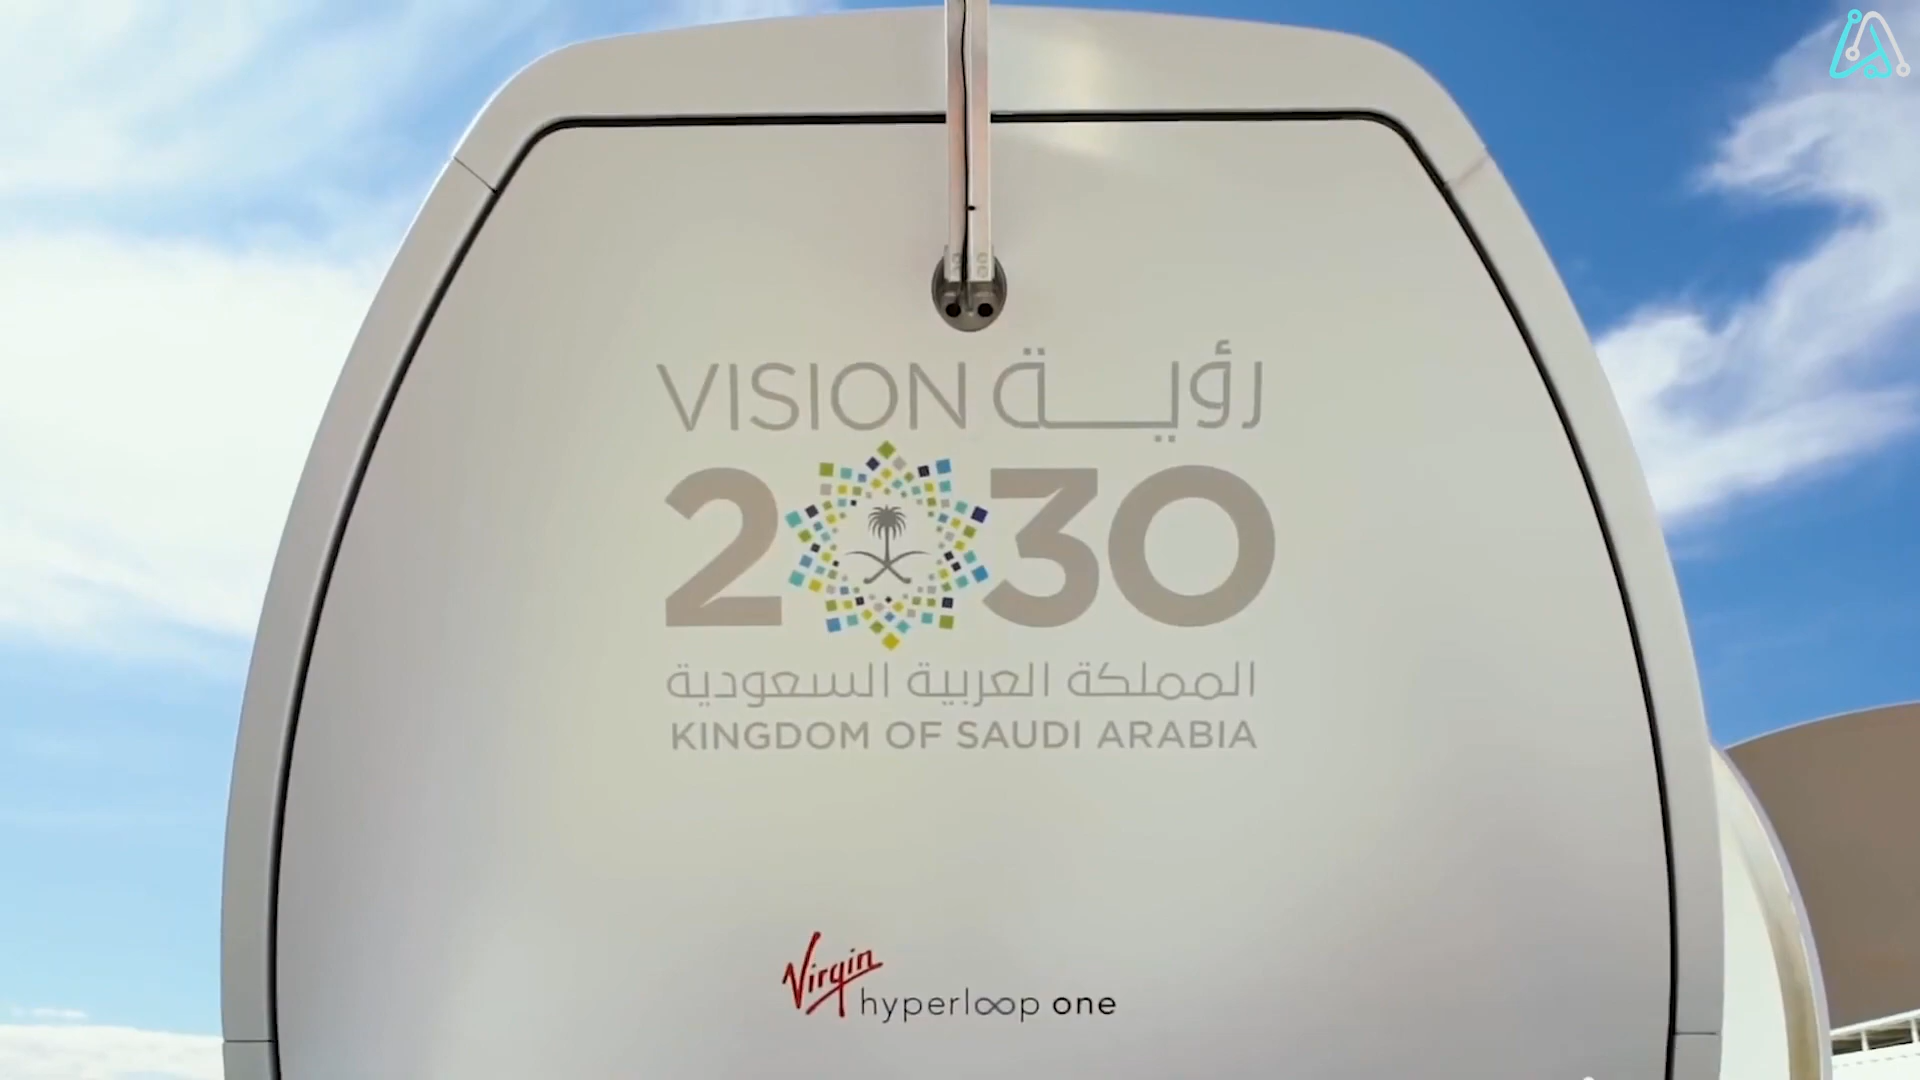 VISION رؤية
2030
المملكة العربية السعودية
KINGDOM OF SAUDI ARABIA
Virgin
hyperloop one